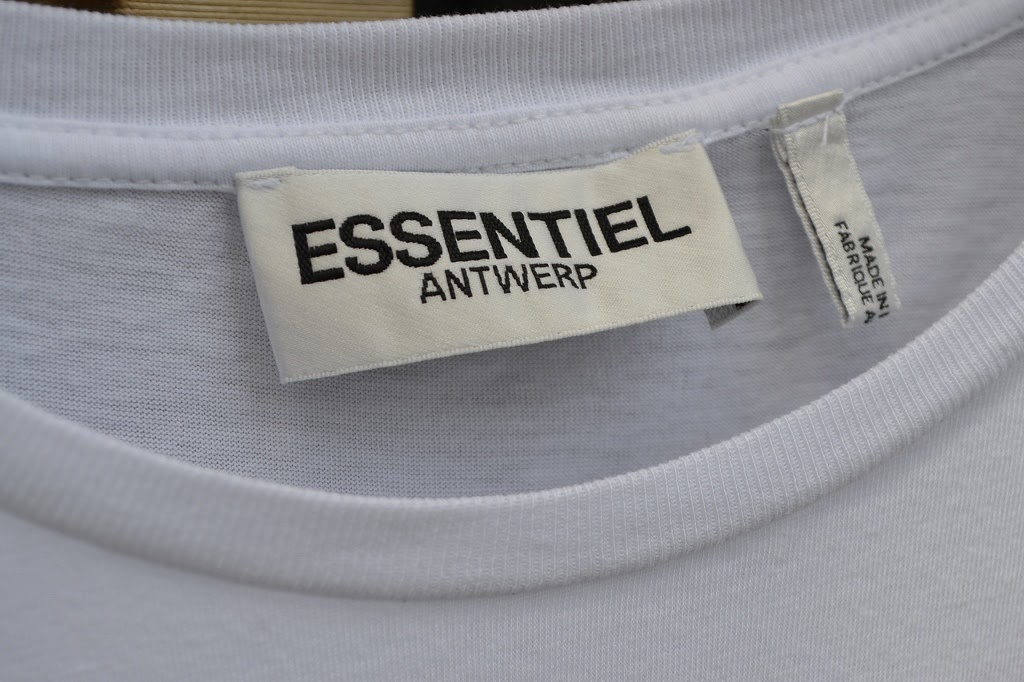 ESSENTIEL
ANTWERP
MADE IN
FABRIQUE A